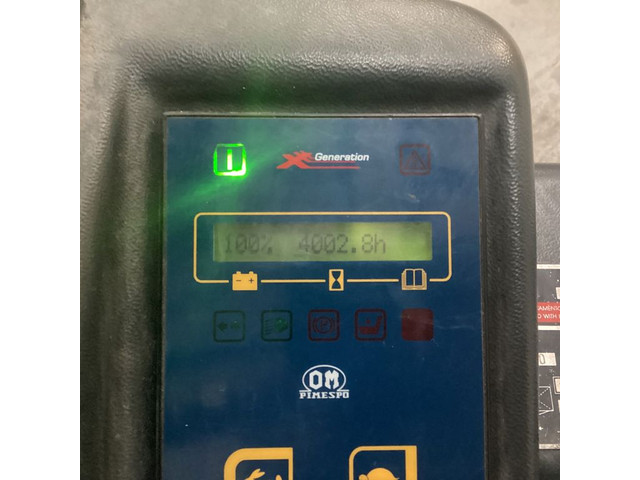 Generation
100% 4002.8h
OM
PIMESPO